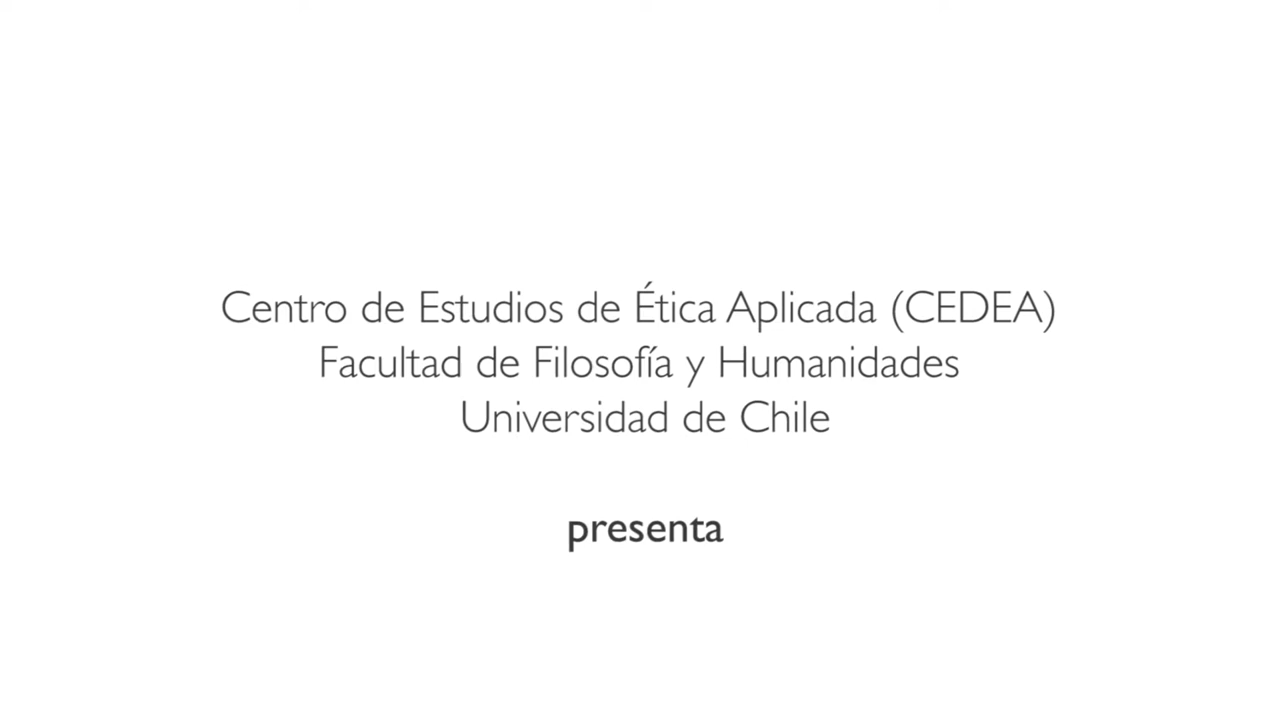 Centro de Estudios de Ética Aplicada (CEDEA)
Facultad de Filosofía y Humanidades
Universidad de Chile
presenta